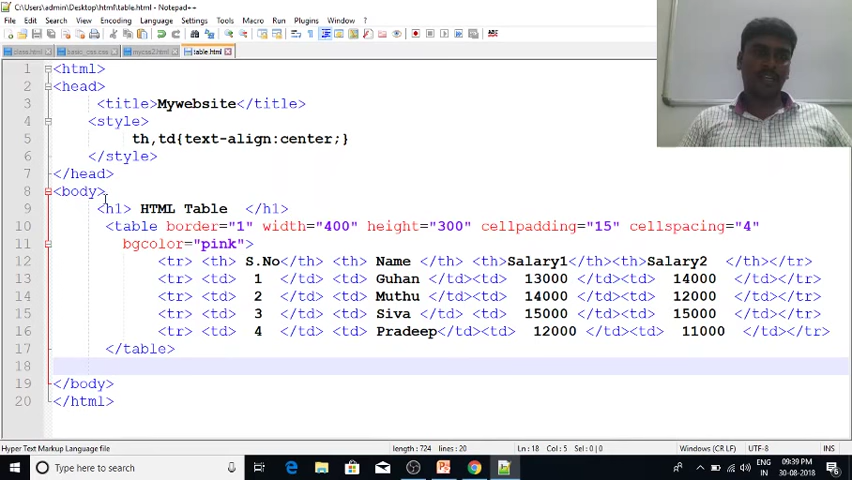 C:\Users\admin\Desktop\html\table.html - Notepad++
File Edit Search View Encoding Language Settings Tools Macro Run Plugins Window ?
class.html basic_css.css mycss2.html table.html
1 <html>
2 <head>
3 <title>Mywebsite</title>
4 <style>
5 th,td{text-align:center;}
6 </style>
7 </head>
8 <body>
9 <h1> HTML Table </h1>
10 <table border="1" width="400" height="300" cellpadding="15" cellspacing="4"
11 bgcolor="pink">
12 <tr> <th> S.No</th> <th> Name </th> <th>Salary1</th><th>Salary2 </th></tr>
13 <tr> <td> 1 </td> <td> Guhan </td><td> 13000 </td><td> 14000 </td></tr>
14 <tr> <td> 2 </td> <td> Muthu </td><td> 14000 </td><td> 12000 </td></tr>
15 <tr> <td> 3 </td> <td> Siva </td><td> 15000 </td><td> 15000 </td></tr>
16 <tr> <td> 4 </td> <td> Pradeep</td><td> 12000 </td><td> 11000 </td></tr>
17 </table>
18
19 </body>
20 </html>
Hyper Text Markup Language file length : 724 lines : 20 Ln : 18 Col : 5 Sel : 0 | 0 Windows (CR LF) UTF-8 INS
Type here to search
ENG 09:39 PM
IN 30-08-2018